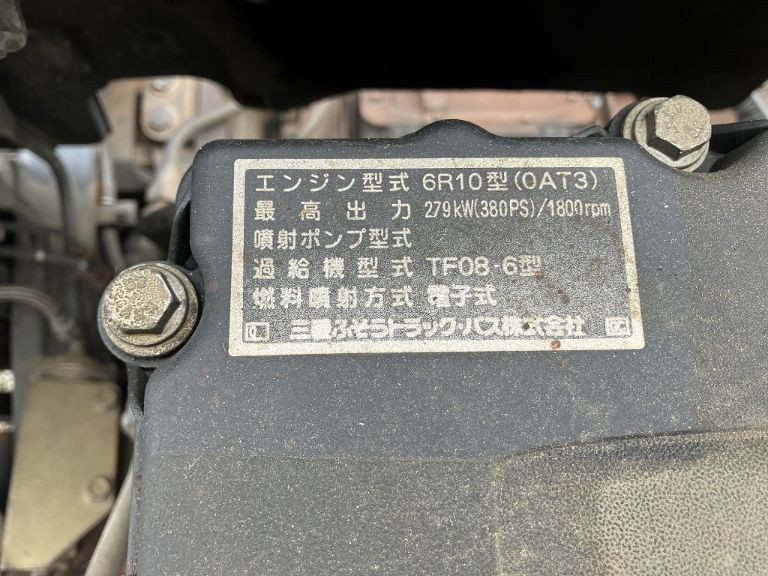 エンジン型式 6R10型(0AT3)
最高出力 279kW(380PS)/1800rpm
噴射ポンプ型式
過給機型式 TF08-6型
燃料噴射方式 電子式
三菱ふそうトラック・バス株式会社